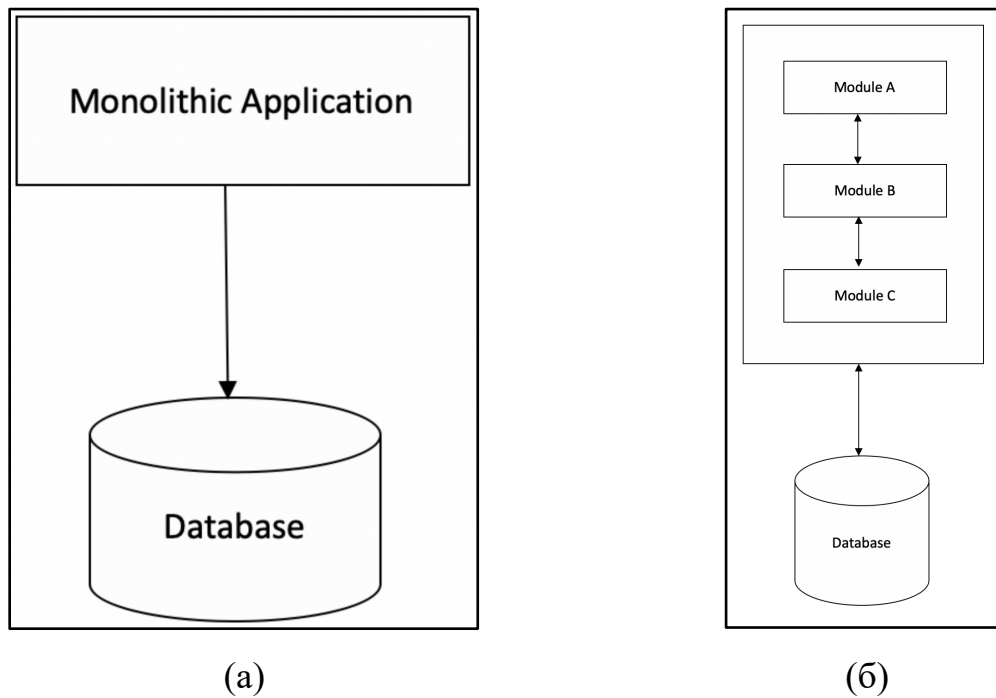 Monolithic Application
Database
Module A
Module B
Module C
Database
(а)
(б)